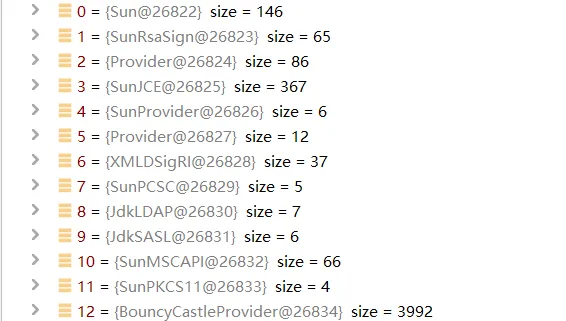 0 = {Sun@26822} size = 146
1 = {SunRsaSign@26823} size = 65
2 = {Provider@26824} size = 86
3 = {SunJCE@26825} size = 367
4 = {SunProvider@26826} size = 6
5 = {Provider@26827} size = 12
6 = {XMLDSigRI@26828} size = 37
7 = {SunPCSC@26829} size = 5
8 = {JdkLDAP@26830} size = 7
9 = {JdkSASL@26831} size = 6
10 = {SunMSCAPI@26832} size = 66
11 = {SunPKCS11@26833} size = 4
12 = {BouncyCastleProvider@26834} size = 3992